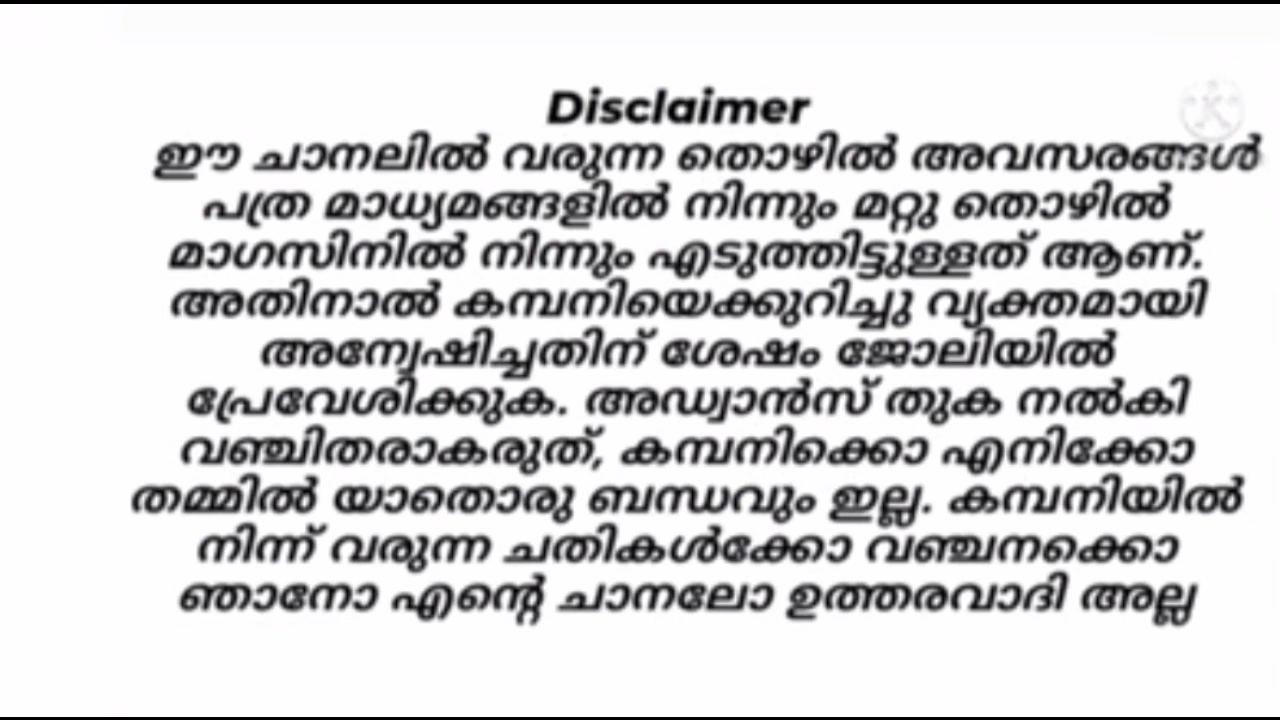 Disclaimer
ഈ ചാനലിൽ വരുന്ന തൊഴിൽ അവസരങ്ങൾ
പത്ര മാധ്യമങ്ങളിൽ നിന്നും മറ്റു തൊഴിൽ
മാഗസിനിൽ നിന്നും എടുത്തിട്ടുള്ളത് ആണ്.
അതിനാൽ കമ്പനിയെക്കുറിച്ചു വ്യക്തമായി
അന്വേഷിച്ചതിന് ശേഷം ജോലിയിൽ
പ്രേവേശിക്കുക. അഡ്വാൻസ് തുക നൽകി
വഞ്ചിതരാകരുത്, കമ്പനിക്കൊ എനിക്കോ
തമ്മിൽ യാതൊരു ബന്ധവും ഇല്ല. കമ്പനിയിൽ
നിന്ന് വരുന്ന ചതികൾക്കോ വഞ്ചനക്കൊ
ഞാനോ എന്റെ ചാനലോ ഉത്തരവാദി അല്ല